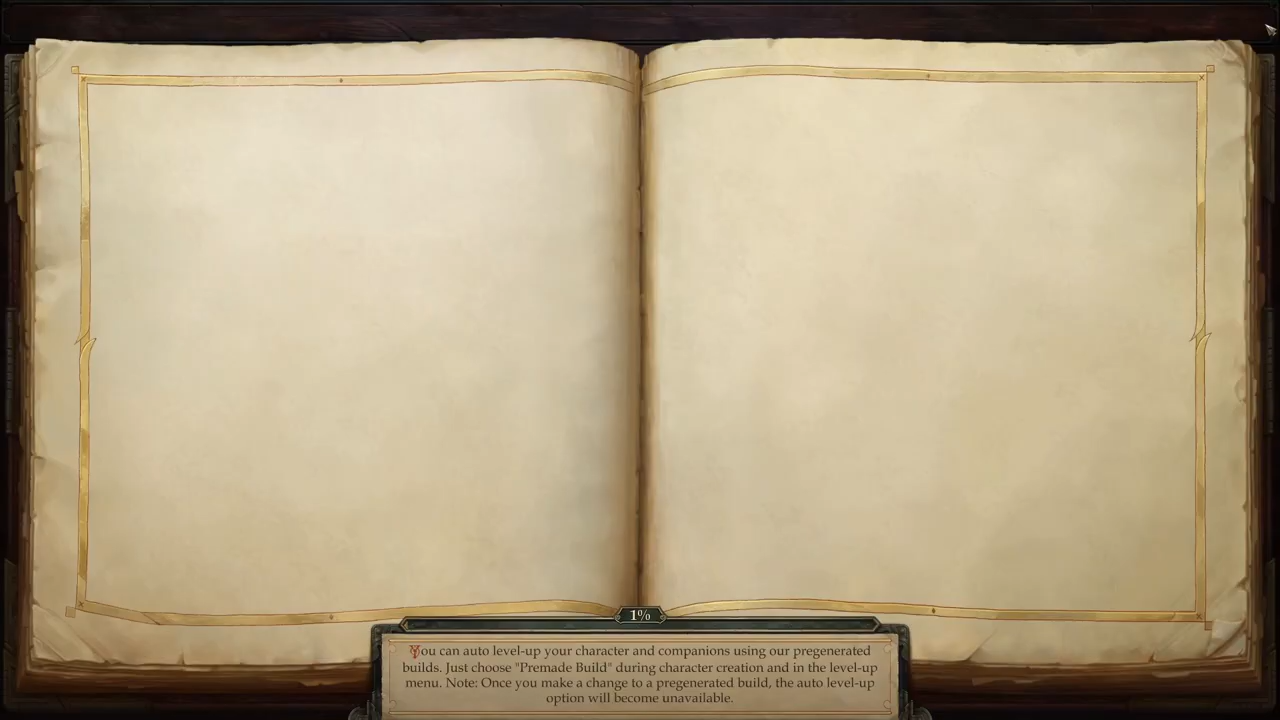 1%
You can auto level-up your character and companions using our pregenerated
builds. Just choose "Premade Build" during character creation and in the level-up
menu. Note: Once you make a change to a pregenerated build, the auto level-up
option will become unavailable.